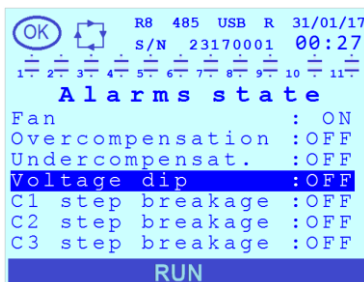 OK R8 485 USB R 31/01/17
S/N 23170001 00:27
1 2 3 4 5 6 7 8 9 10 11
Alarms state
Fan : ON
Overcompensation :OFF
Undercompensat. :OFF
Voltage dip :OFF
C1 step breakage :OFF
C2 step breakage :OFF
C3 step breakage :OFF
RUN